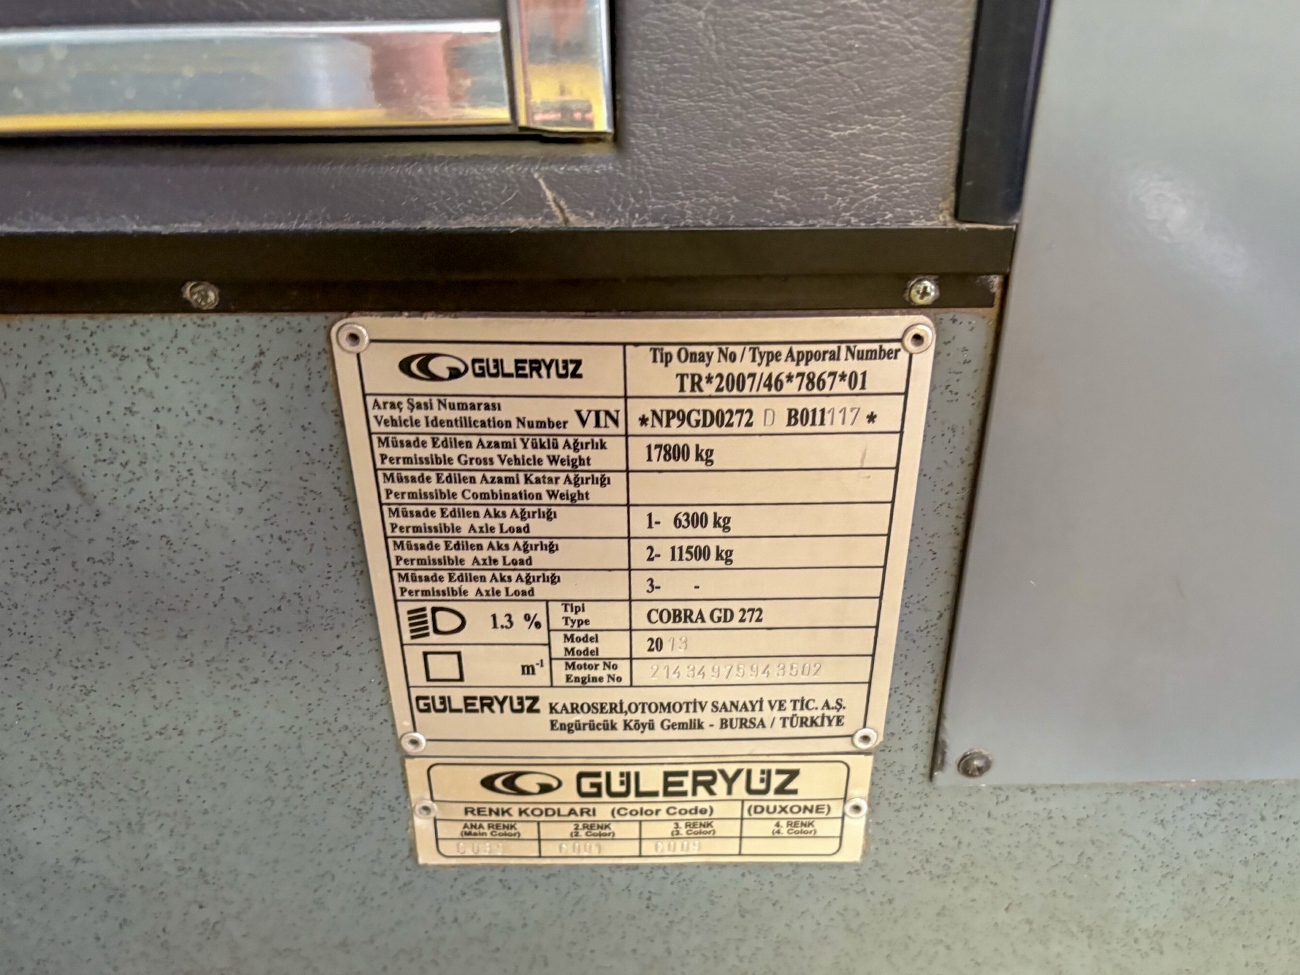 GÜLERYÜZ
Tip Onay No / Type Apporal Number
TR*2007/46*7867*01
Araç Şasi Numarası
Vehicle Identilication Number VIN
*NP9GD0272 D B011117*
Müsade Edilen Azami Yüklü Ağırlık
Permissible Gross Vehicle Weight
17800 kg
Müsade Edilen Azami Katar Ağırlığı
Permissible Combination Weight
Müsade Edilen Aks Ağırlığı
Permissible Axle Load
1- 6300 kg
Müsade Edilen Aks Ağırlığı
Permissible Axle Load
2- 11500 kg
Müsade Edilen Aks Ağırlığı
Permissible Axle Load
3- -
1.3 %
Tipi
Type
COBRA GD 272
Model
Model
2013
m-1
Motor No
Engine No
21434975943502
GÜLERYÜZ KAROSERİ,OTOMOTİV SANAYİ VE TİC. A.Ş.
Engürücük Köyü Gemlik - BURSA / TÜRKİYE
GÜLERYÜZ
RENK KODLARI (Color Code) (DUXONE)
ANA RENK
(Main Color)
2.RENK
(2. Color)
3. RENK
(3. Color)
4. RENK
(4. Color)